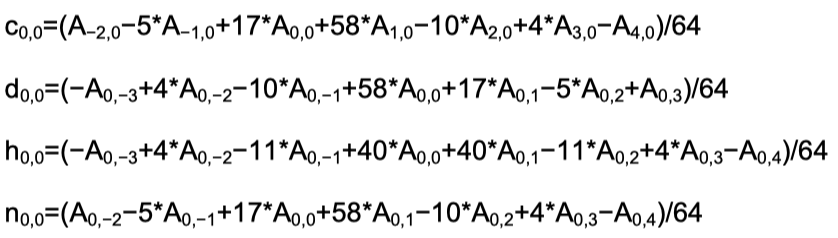 c₀,₀=(A₋₂,₀−5*A₋₁,₀+17*A₀,₀+58*A₁,₀−10*A₂,₀+4*A₃,₀−A₄,₀)/64
d₀,₀=(−A₀,₋₃+4*A₀,₋₂−10*A₀,₋₁+58*A₀,₀+17*A₀,₁−5*A₀,₂+A₀,₃)/64
h₀,₀=(−A₀,₋₃+4*A₀,₋₂−11*A₀,₋₁+40*A₀,₀+40*A₀,₁−11*A₀,₂+4*A₀,₃−A₀,₄)/64
n₀,₀=(A₀,₋₂−5*A₀,₋₁+17*A₀,₀+58*A₀,₁−10*A₀,₂+4*A₀,₃−A₀,₄)/64